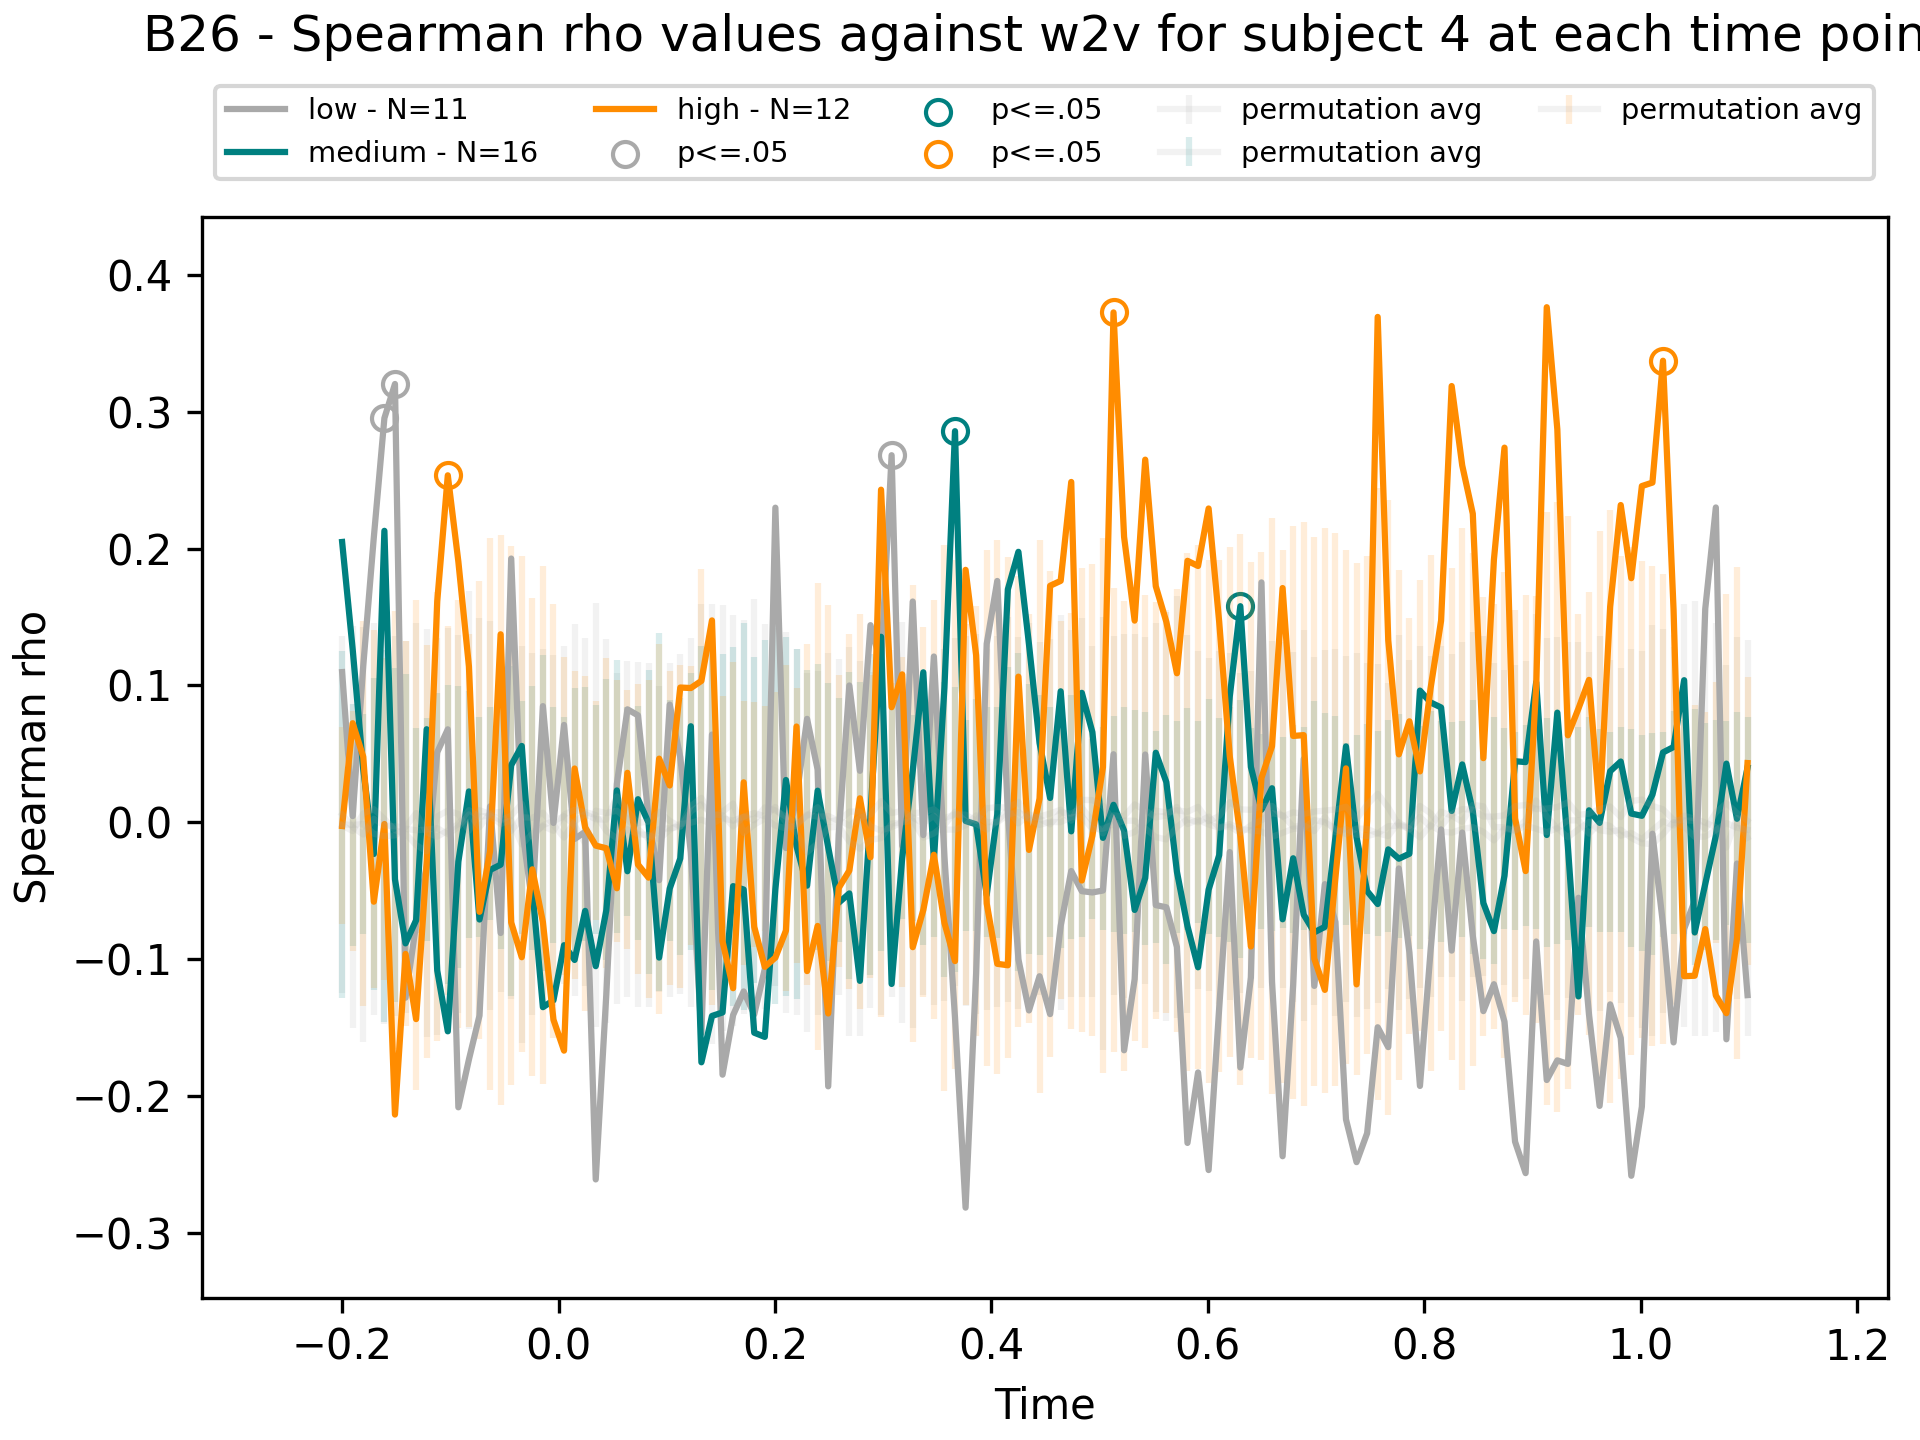 B26 - Spearman rho values against w2v for subject 4 at each time poin
low - N=11 high - N=12 p<=.05 permutation avg permutation avg
medium - N=16 p<=.05 p<=.05 permutation avg
0.4
0.3
0.2
0.1
0.0
−0.1
−0.2
−0.3
Spearman rho
−0.2 0.0 0.2 0.4 0.6 0.8 1.0 1.2
Time